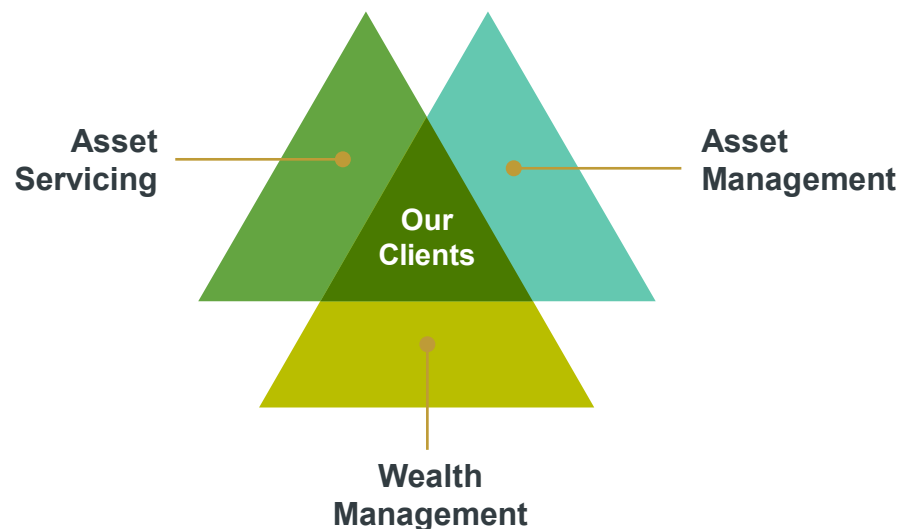 Asset
Servicing
Asset
Management
Our
Clients
Wealth
Management